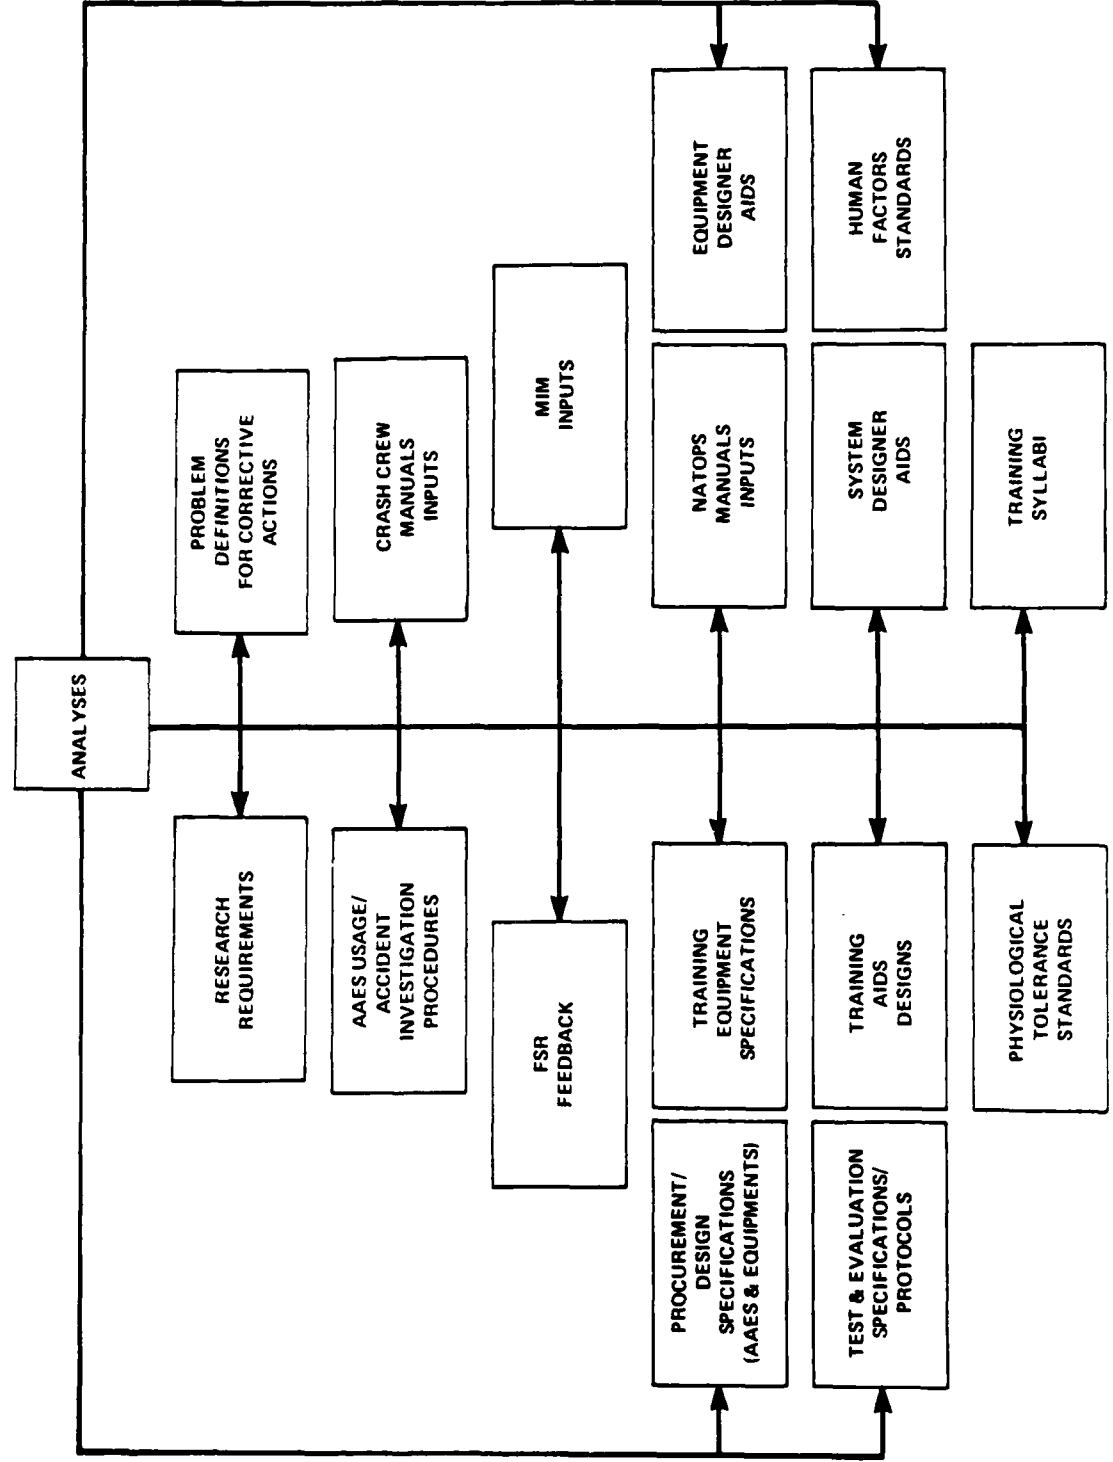 ANALYSES
RESEARCH
REQUIREMENTS
PROBLEM
DEFINITIONS
FOR CORRECTIVE
ACTIONS
AAES USAGE/
ACCIDENT
INVESTIGATION
PROCEDURES
CRASH CREW
MANUALS
INPUTS
FSR
FEEDBACK
MIM
INPUTS
PROCUREMENT/
DESIGN
SPECIFICATIONS
(AAES & EQUIPMENTS)
TRAINING
EQUIPMENT
SPECIFICATIONS
NATOPS
MANUALS
INPUTS
EQUIPMENT
DESIGNER
AIDS
TEST & EVALUATION
SPECIFICATIONS/
PROTOCOLS
TRAINING
AIDS
DESIGNS
SYSTEM
DESIGNER
AIDS
HUMAN
FACTORS
STANDARDS
PHYSIOLOGICAL
TOLERANCE
STANDARDS
TRAINING
SYLLABI